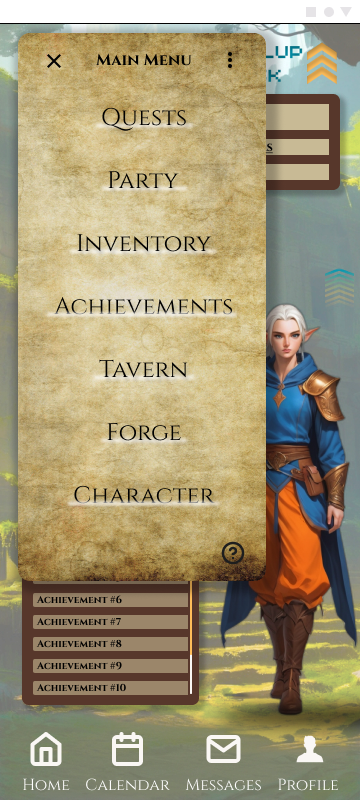 LUP
K
Main Menu
s
Quests
Party
Inventory
Achievements
Tavern
Forge
Character
?
Achievement #6
Achievement #7
Achievement #8
Achievement #9
Achievement #10
Home
Calendar
Messages
Profile